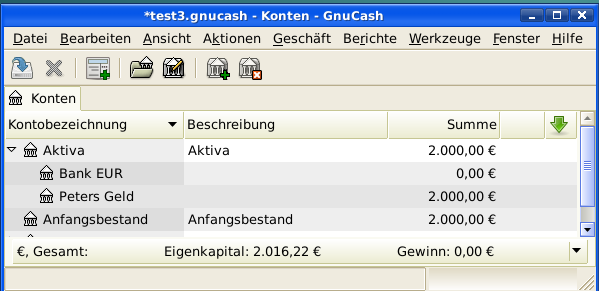 *test3.gnucash - Konten - GnuCash
Datei Bearbeiten Ansicht Aktionen Geschäft Berichte Werkzeuge Fenster Hilfe
Konten
Kontobezeichnung Beschreibung Summe
Aktiva Aktiva 2.000,00 €
Bank EUR 0,00 €
Peters Geld 2.000,00 €
Anfangsbestand Anfangsbestand 2.000,00 €
€, Gesamt: Eigenkapital: 2.016,22 € Gewinn: 0,00 €